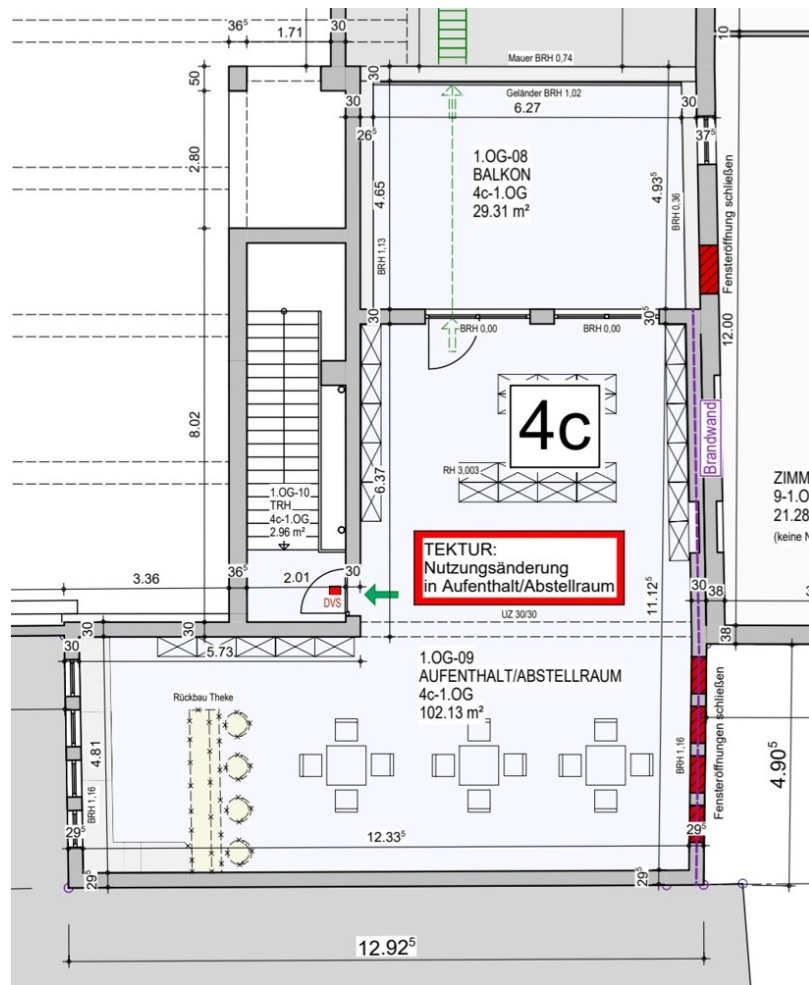 36⁵
30
1.71
10
Mauer BRH 0,74
50
30
Geländer BRH 1,02
30
6.27
30
26⁵
37⁵
2.80
1.OG-08
BALKON
4c-1.OG
29.31 m²
4.65
4.93⁵
BRH 1,13
BRH 0,36
Fensteröffnung schließen
30
BRH 0,00
BRH 0,00
30⁵
12.00
8.02
4c
Brandwand
6.37
RH 3,003
1.OG-10
TRH
4c-1.OG
2.96 m²
ZIMM
9-1.O
21.28
(keine N
TEKTUR:
Nutzungsänderung
in Aufenthalt/Abstellraum
3.36
36⁵
2.01
30
DVS
11.12⁵
30
38
UZ 30/30
30
30
38
30
5.73
1.OG-09
AUFENTHALT/ABSTELLRAUM
4c-1.OG
102.13 m²
Rückbau Theke
4.81
BRH 1,16
BRH 1,16
Fensteröffnungen schließen
4.90⁵
29⁵
12.33⁵
29⁵
29⁵
29⁵
12.92⁵